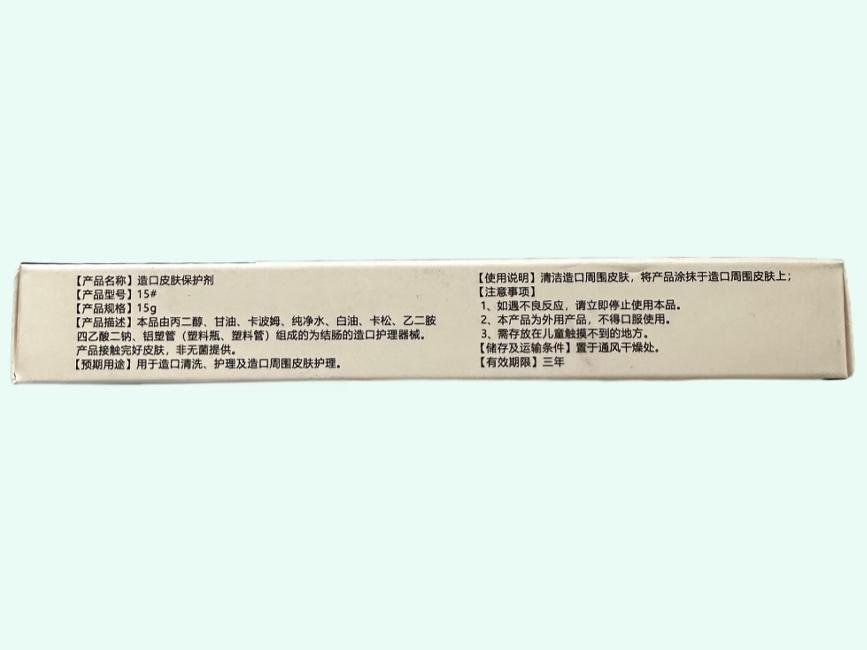 【产品名称】造口皮肤保护剂
【产品型号】15#
【产品规格】15g
【产品描述】本品由丙二醇、甘油、卡波姆、纯净水、白油、卡松、乙二胺
四乙酸二钠、铝塑管（塑料瓶、塑料管）组成的为结肠的造口护理器械。
产品接触完好皮肤，非无菌提供。
【预期用途】用于造口清洗、护理及造口周围皮肤护理。
【使用说明】清洁造口周围皮肤，将产品涂抹于造口周围皮肤上；
【注意事项】
1、如遇不良反应，请立即停止使用本品。
2、本产品为外用产品，不得口服使用。
3、需存放在儿童触摸不到的地方。
【储存及运输条件】置于通风干燥处。
【有效期限】三年